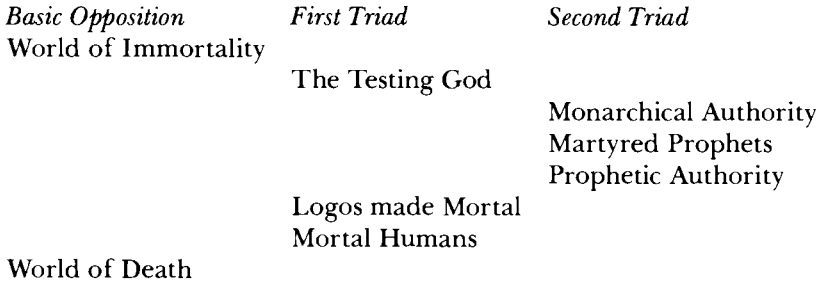 Basic Opposition First Triad Second Triad
World of Immortality
The Testing God
Monarchical Authority
Martyred Prophets
Prophetic Authority
Logos made Mortal
Mortal Humans
World of Death